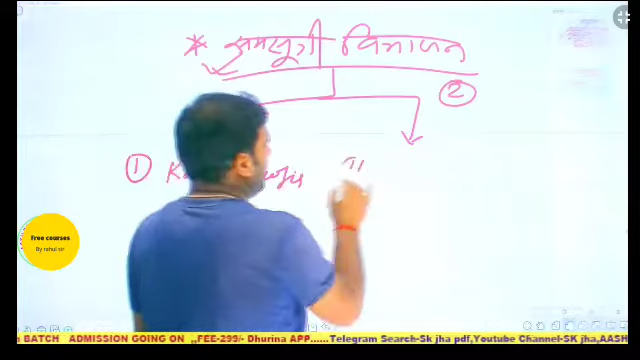 * असूत्री विभाजन
②
①
Free courses
By rahul sir
BATCH ADMISSION GOING ON ,,FEE-299/- Dhurina APP......Telegram Search-Sk jha pdf,Youtube Channel-SK jha,AASH